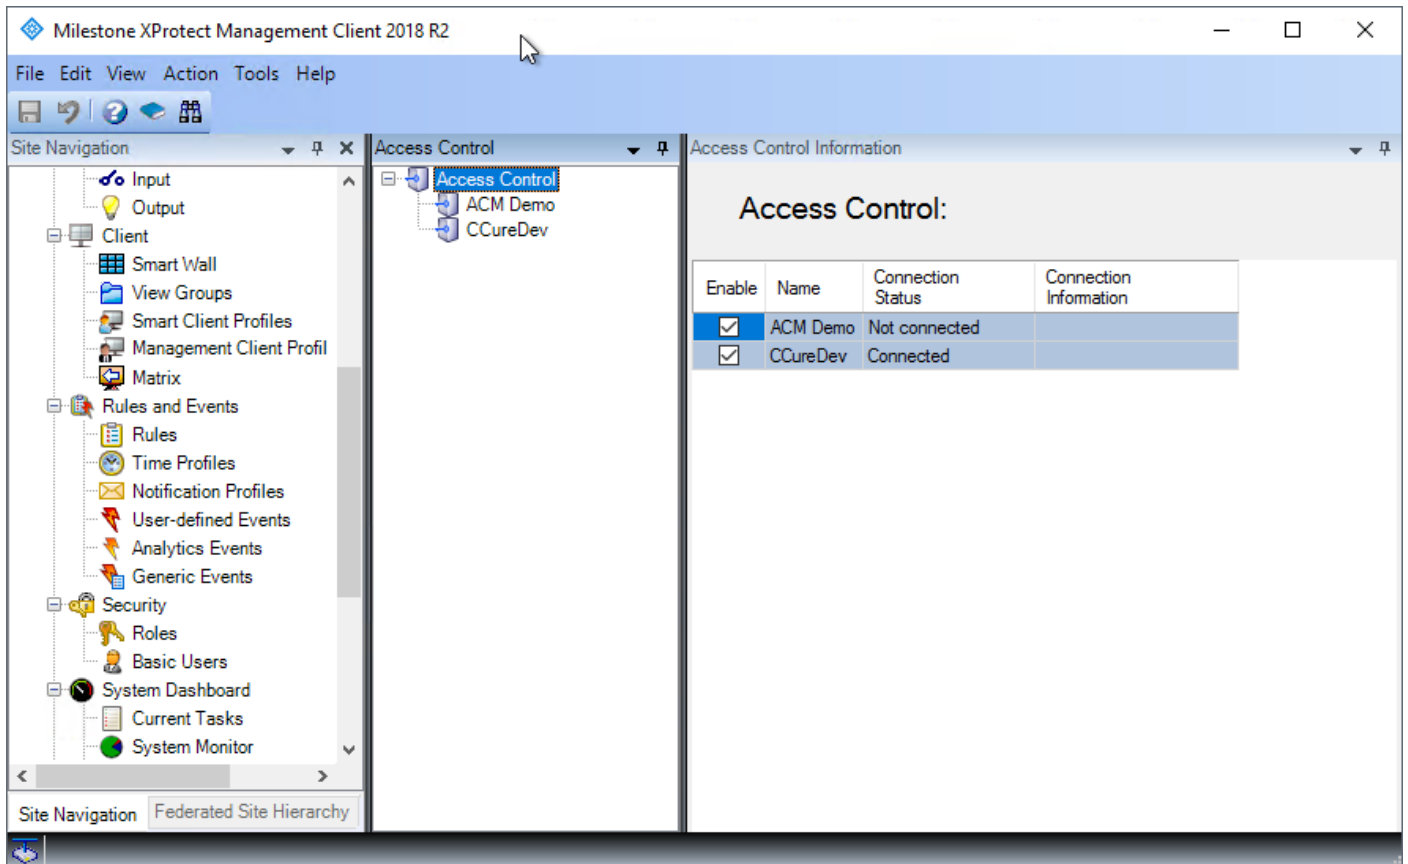 Milestone XProtect Management Client 2018 R2
File Edit View Action Tools Help
Site Navigation
Input
Output
Client
Smart Wall
View Groups
Smart Client Profiles
Management Client Profil
Matrix
Rules and Events
Rules
Time Profiles
Notification Profiles
User-defined Events
Analytics Events
Generic Events
Security
Roles
Basic Users
System Dashboard
Current Tasks
System Monitor
Site Navigation Federated Site Hierarchy
Access Control
Access Control
ACM Demo
CCureDev
Access Control Information
Access Control:
Enable Name Connection Status Connection Information
ACM Demo Not connected
CCureDev Connected